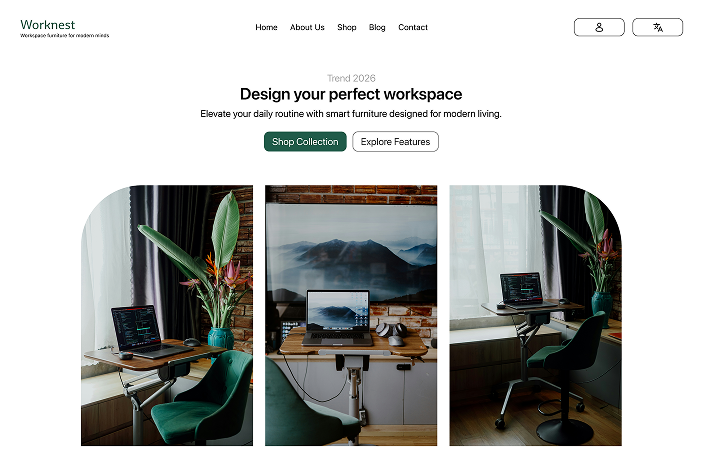 Worknest
Workspace furniture for modern minds
Home About Us Shop Blog Contact
Trend 2026
Design your perfect workspace
Elevate your daily routine with smart furniture designed for modern living.
Shop Collection Explore Features